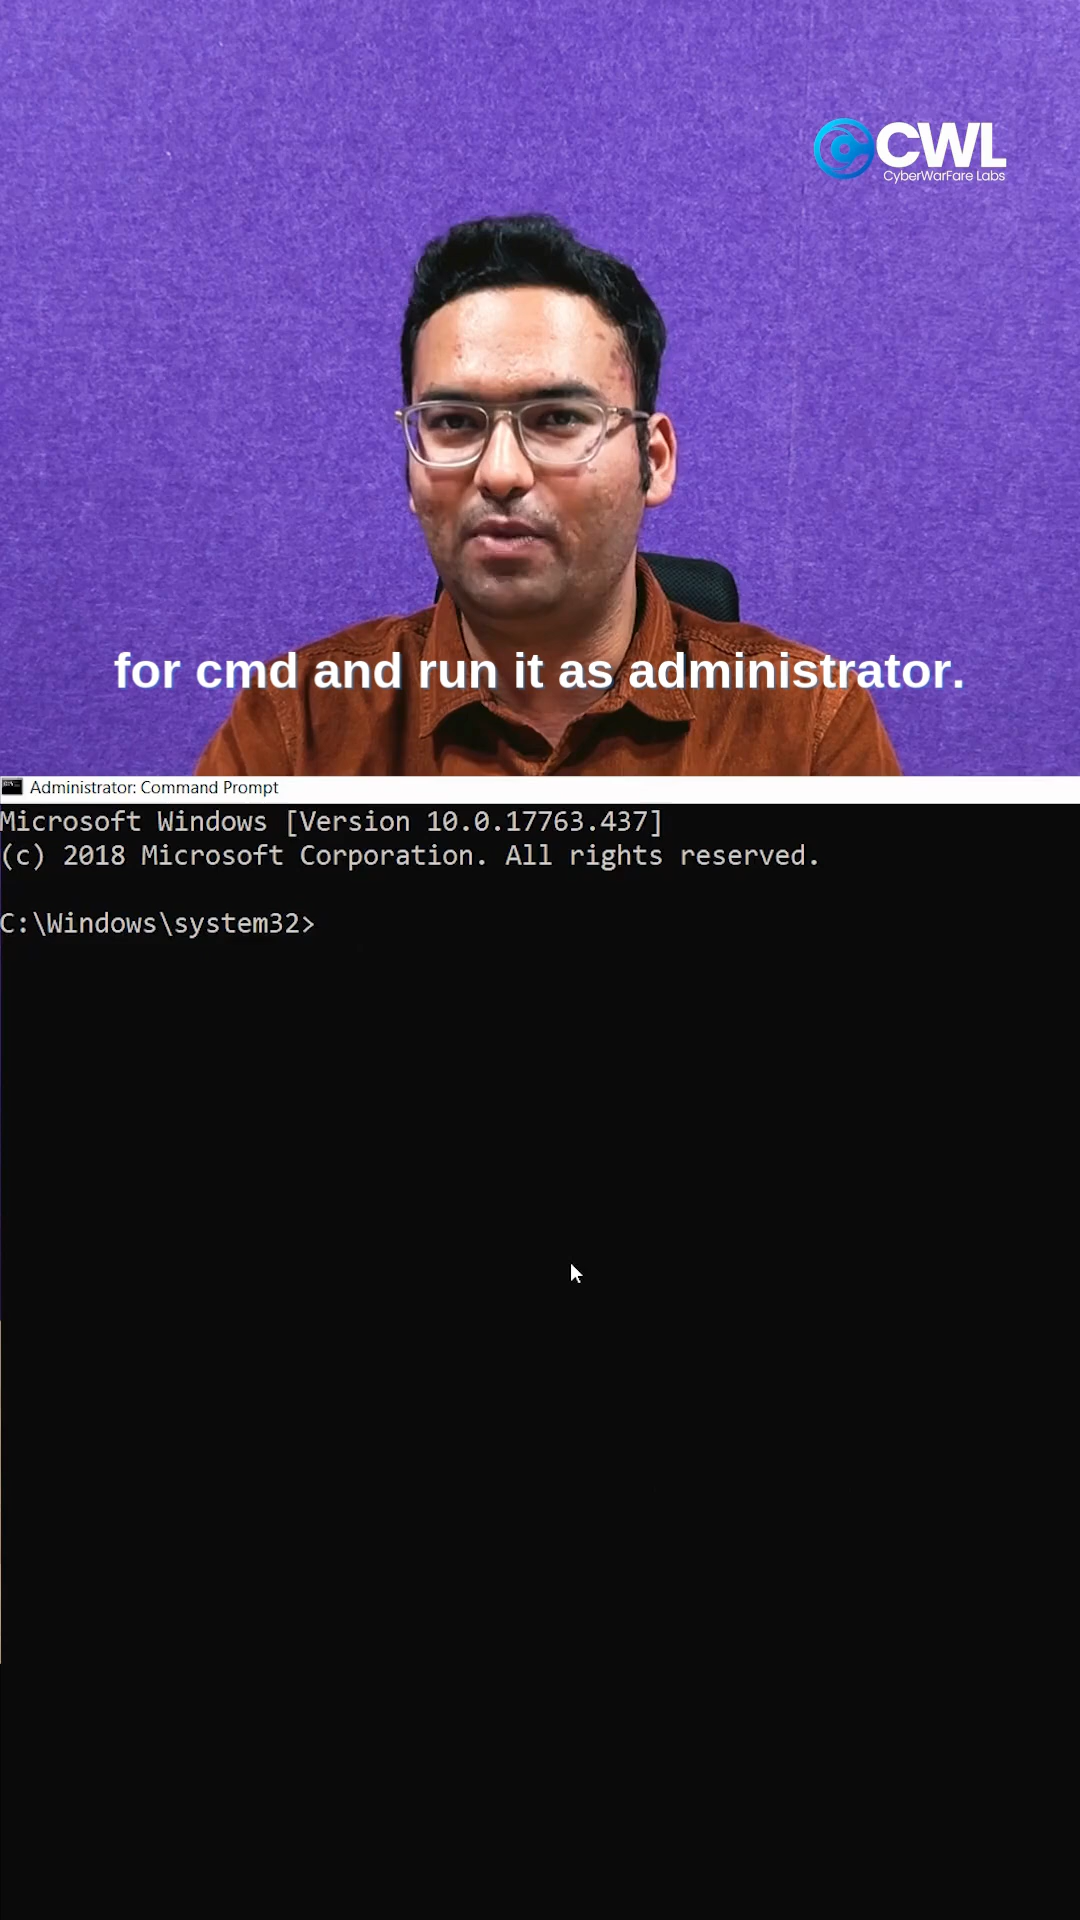 CWL
CyberWarFare Labs
for cmd and run it as administrator.
Administrator: Command Prompt
Microsoft Windows [Version 10.0.17763.437]
(c) 2018 Microsoft Corporation. All rights reserved.
C:\Windows\system32>